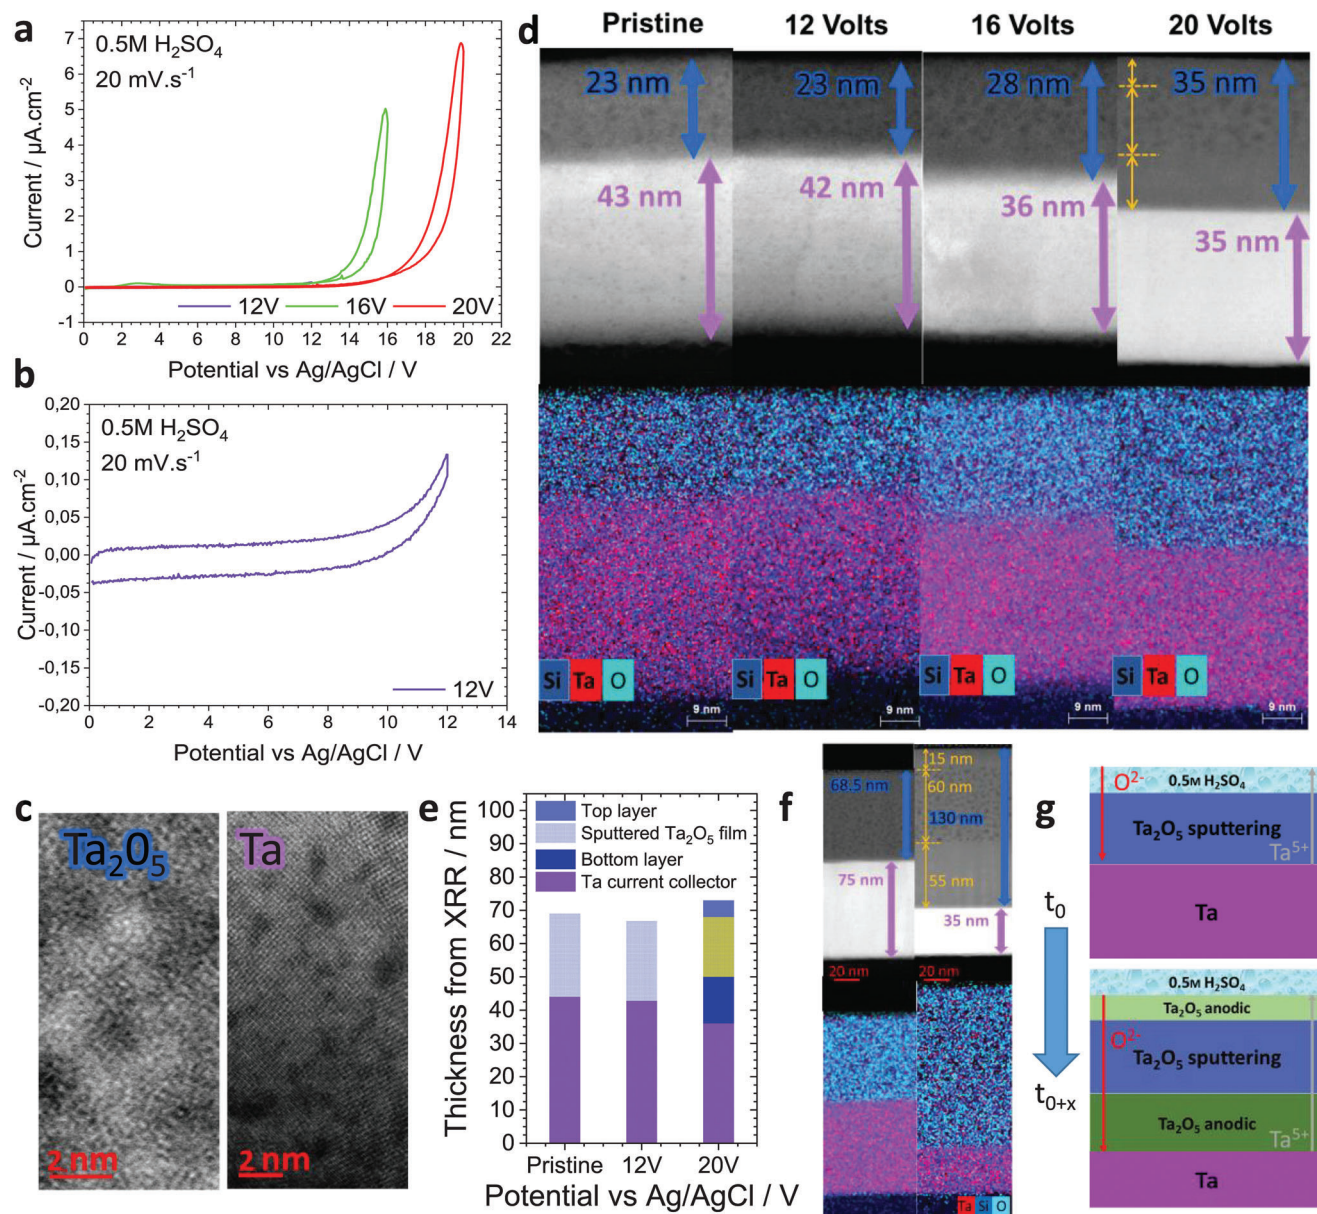 a
0.5M H₂SO₄
20 mV.s⁻¹
Current / µA.cm⁻²
7
6
5
4
3
2
1
0
-1
12V 16V 20V
0 2 4 6 8 10 12 14 16 18 20 22
Potential vs Ag/AgCl / V
b
0.5M H₂SO₄
20 mV.s⁻¹
Current / µA.cm⁻²
0,20
0,15
0,10
0,05
0,00
-0,05
-0,10
-0,15
-0,20
12V
0 2 4 6 8 10 12 14
Potential vs Ag/AgCl / V
c
Ta₂O₅
2 nm
Ta
2 nm
d
Pristine 12 Volts 16 Volts 20 Volts
23 nm 23 nm 28 nm 35 nm
43 nm 42 nm 36 nm 35 nm
Si Ta O Si Ta O Si Ta O Si Ta O
9 nm 9 nm 9 nm 9 nm
e
Thickness from XRR / nm
100
90
80
70
60
50
40
30
20
10
0
Top layer
Sputtered Ta₂O₅ film
Bottom layer
Ta current collector
Pristine 12V 20V
Potential vs Ag/AgCl / V
f
68.5 nm
75 nm
20 nm
15 nm
60 nm
130 nm
55 nm
35 nm
20 nm
Ta Si O
g
t₀
t₀₊ₓ
O²⁻
0.5M H₂SO₄
Ta₂O₅ sputtering
Ta⁵⁺
Ta
0.5M H₂SO₄
Ta₂O₅ anodic
O²⁻
Ta₂O₅ sputtering
Ta₂O₅ anodic
Ta⁵⁺
Ta